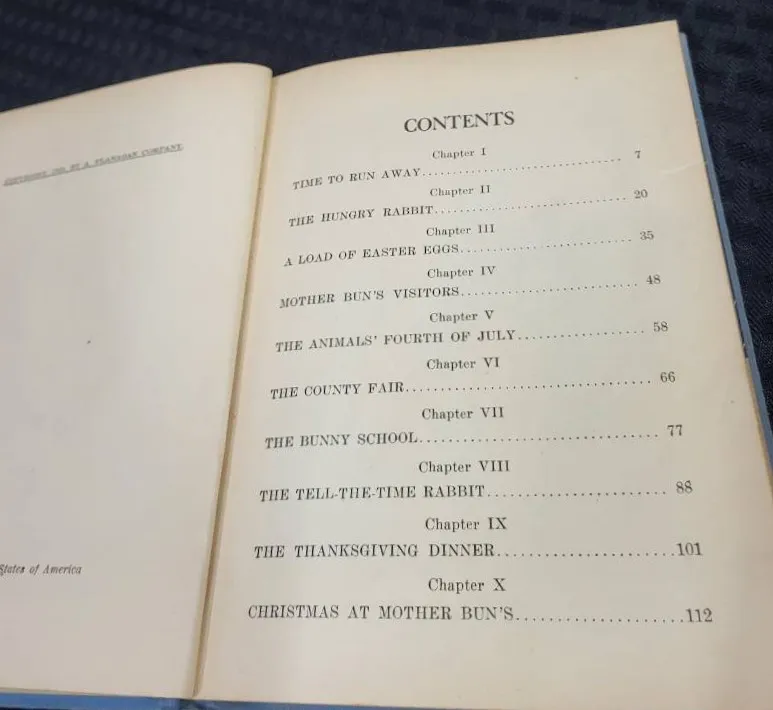 BY A. FLANAGAN COMPANY
States of America
CONTENTS
Chapter I
TIME TO RUN AWAY 7
Chapter II
THE HUNGRY RABBIT 20
Chapter III
A LOAD OF EASTER EGGS 35
Chapter IV
MOTHER BUN'S VISITORS 48
Chapter V
THE ANIMALS' FOURTH OF JULY 58
Chapter VI
THE COUNTY FAIR 66
Chapter VII
THE BUNNY SCHOOL 77
Chapter VIII
THE TELL-THE-TIME RABBIT 88
Chapter IX
THE THANKSGIVING DINNER 101
Chapter X
CHRISTMAS AT MOTHER BUN'S 112